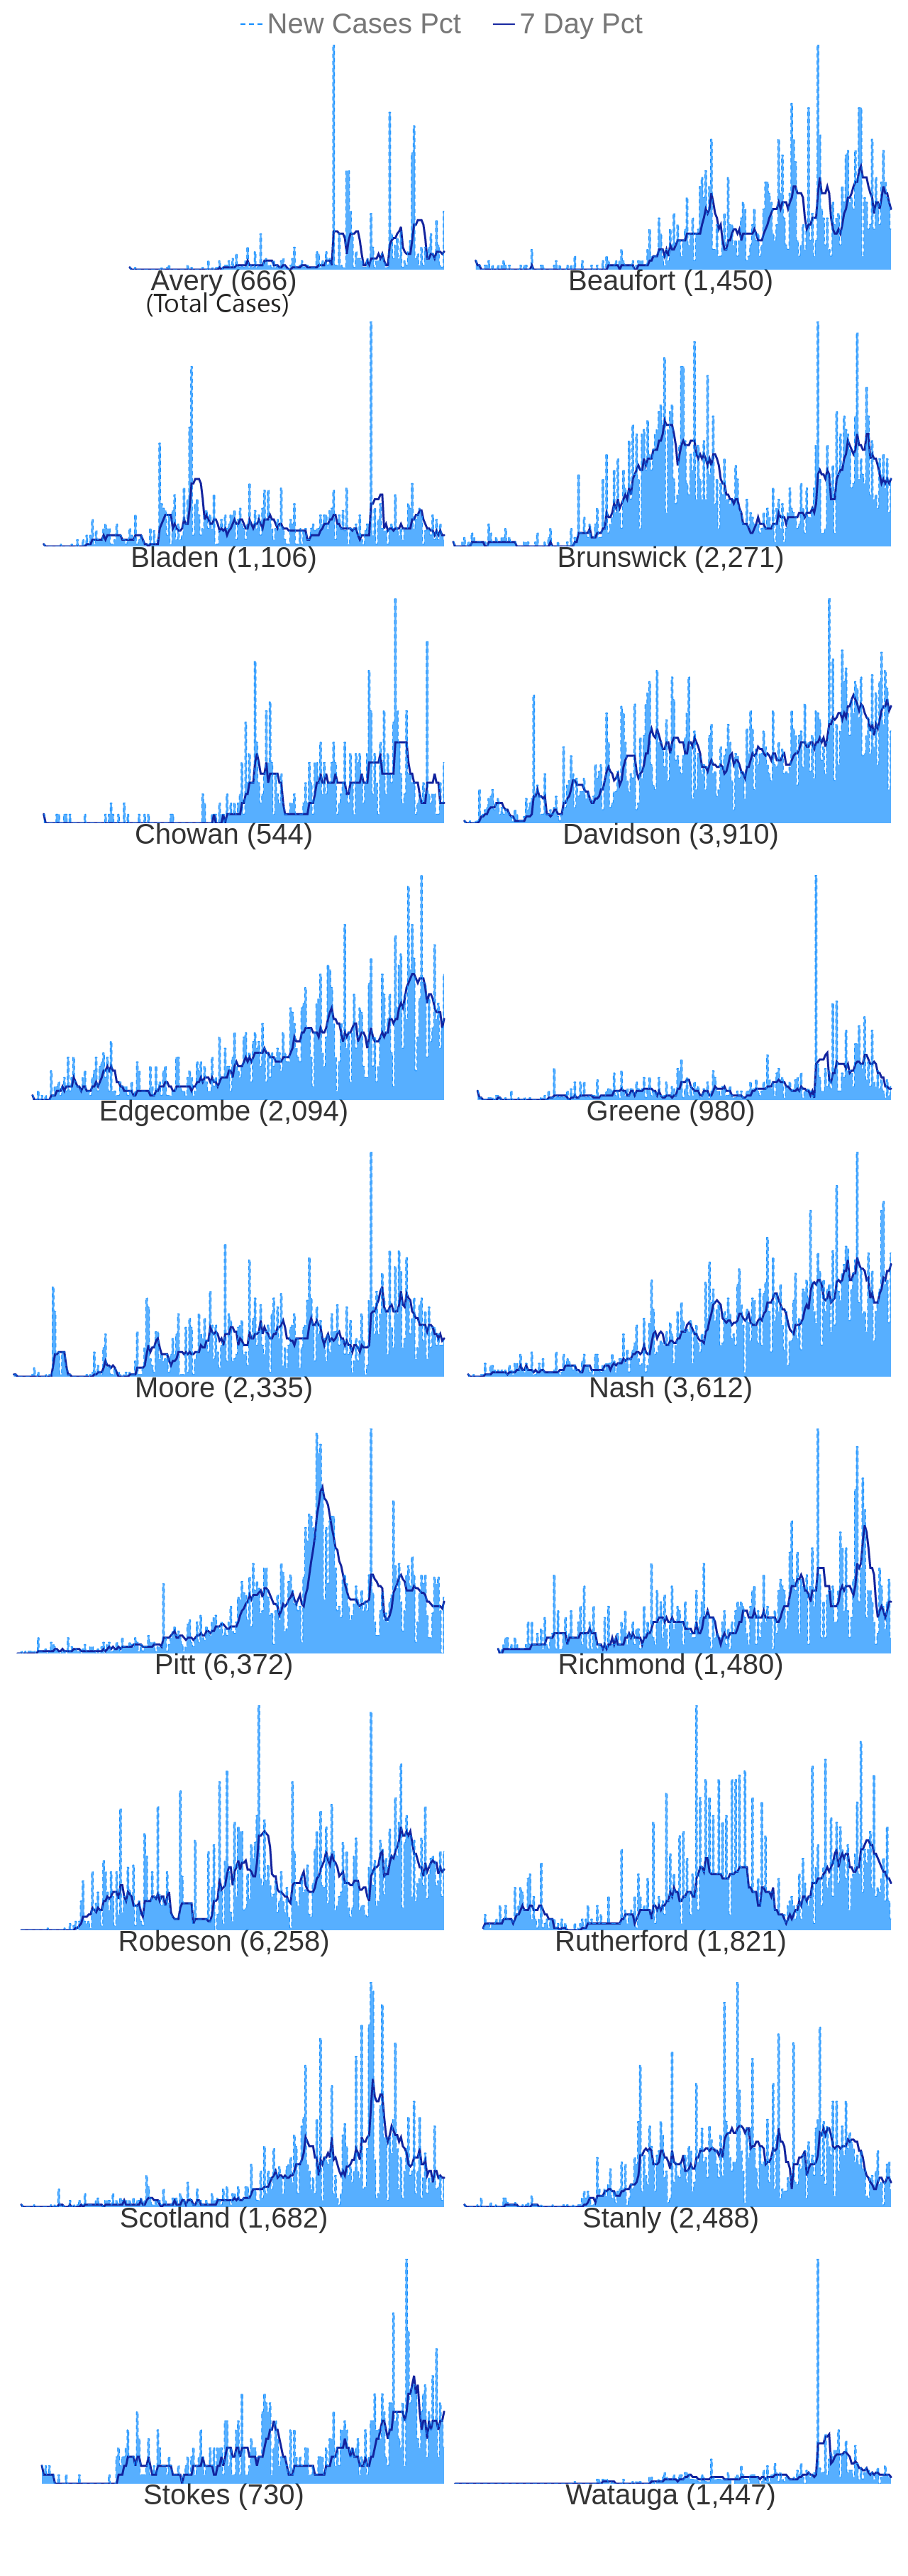 New Cases Pct 7 Day Pct
Avery (666) Beaufort (1,450)
(Total Cases)
Bladen (1,106) Brunswick (2,271)
Chowan (544) Davidson (3,910)
Edgecombe (2,094) Greene (980)
Moore (2,335) Nash (3,612)
Pitt (6,372) Richmond (1,480)
Robeson (6,258) Rutherford (1,821)
Scotland (1,682) Stanly (2,488)
Stokes (730) Watauga (1,447)